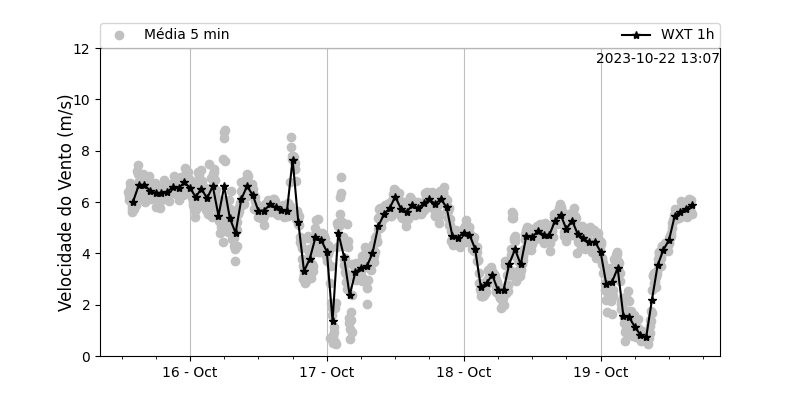 Média 5 min
WXT 1h
2023-10-22 13:07
Velocidade do Vento (m/s)
12
10
8
6
4
2
0
16 - Oct
17 - Oct
18 - Oct
19 - Oct